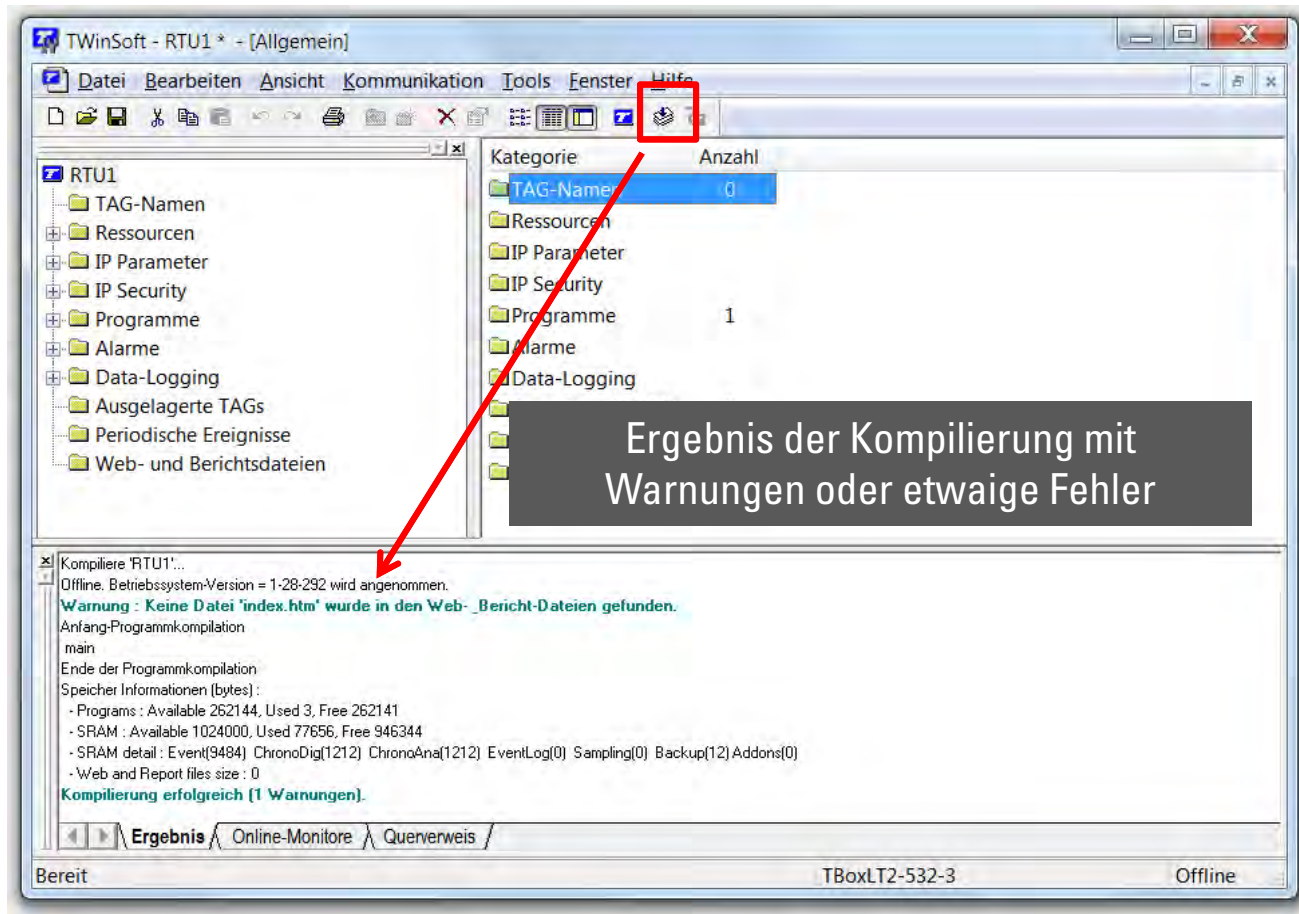 TWinSoft - RTU1 * - [Allgemein]
Datei Bearbeiten Ansicht Kommunikation Tools Fenster Hilfe
RTU1
TAG-Namen
Ressourcen
IP Parameter
IP Security
Programme
Alarme
Data-Logging
Ausgelagerte TAGs
Periodische Ereignisse
Web- und Berichtsdateien
Kategorie Anzahl
TAG-Namen 0
Ressourcen
IP Parameter
IP Security
Programme 1
Alarme
Data-Logging
Ergebnis der Kompilierung mit
Warnungen oder etwaige Fehler
Kompiliere 'RTU1'...
Offline. Betriebssystem-Version = 1-28-292 wird angenommen.
Warnung : Keine Datei 'index.htm' wurde in den Web- _Bericht-Dateien gefunden.
Anfang-Programmkompilation
main
Ende der Programmkompilation
Speicher Informationen (bytes) :
- Programs : Available 262144, Used 3, Free 262141
- SRAM : Available 1024000, Used 77656, Free 946344
- SRAM detail : Event(9484) ChronoDig(1212) ChronoAna(1212) EventLog(0) Sampling(0) Backup(12) Addons(0)
- Web and Report files size : 0
Kompilierung erfolgreich (1 Warnungen).
Ergebnis Online-Monitore Querverweis
Bereit TBoxLT2-532-3 Offline